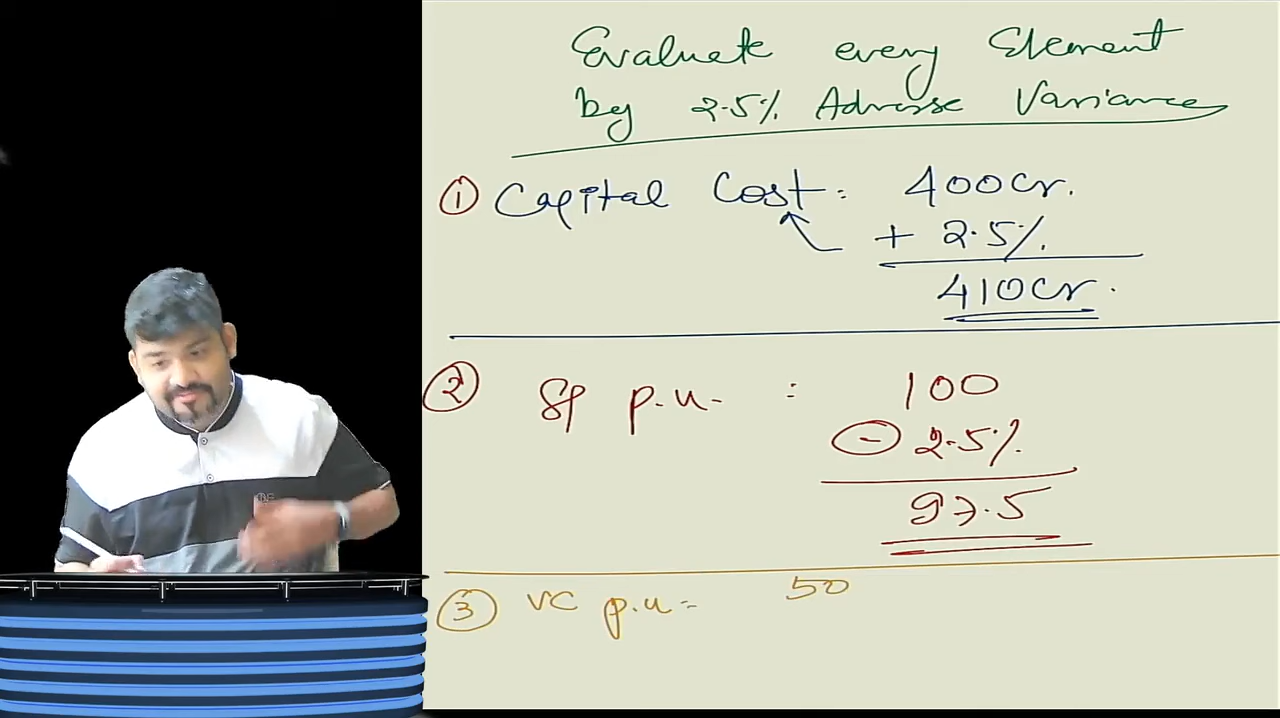 Evaluate every Element
by 2.5% Adverse Variance
① Capital Cost: 400Cr.
+ 2.5%
410Cr.
② SP p.u. : 100
⊖ 2.5%
97.5
③ VC p.u = 50